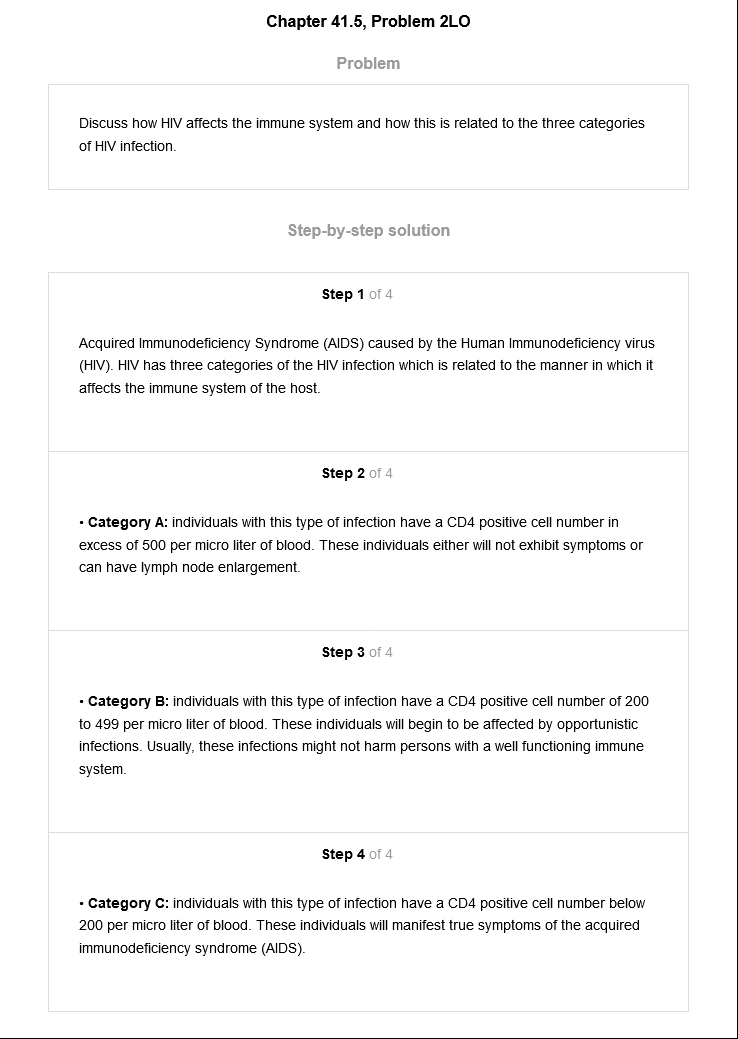 Chapter 41.5, Problem 2LO
Problem
Discuss how HIV affects the immune system and how this is related to the three categories
of HIV infection.
Step-by-step solution
Step 1 of 4
Acquired Immunodeficiency Syndrome (AIDS) caused by the Human Immunodeficiency virus
(HIV). HIV has three categories of the HIV infection which is related to the manner in which it
affects the immune system of the host.
Step 2 of 4
• Category A: individuals with this type of infection have a CD4 positive cell number in
excess of 500 per micro liter of blood. These individuals either will not exhibit symptoms or
can have lymph node enlargement.
Step 3 of 4
• Category B: individuals with this type of infection have a CD4 positive cell number of 200
to 499 per micro liter of blood. These individuals will begin to be affected by opportunistic
infections. Usually, these infections might not harm persons with a well functioning immune
system.
Step 4 of 4
• Category C: individuals with this type of infection have a CD4 positive cell number below
200 per micro liter of blood. These individuals will manifest true symptoms of the acquired
immunodeficiency syndrome (AIDS).